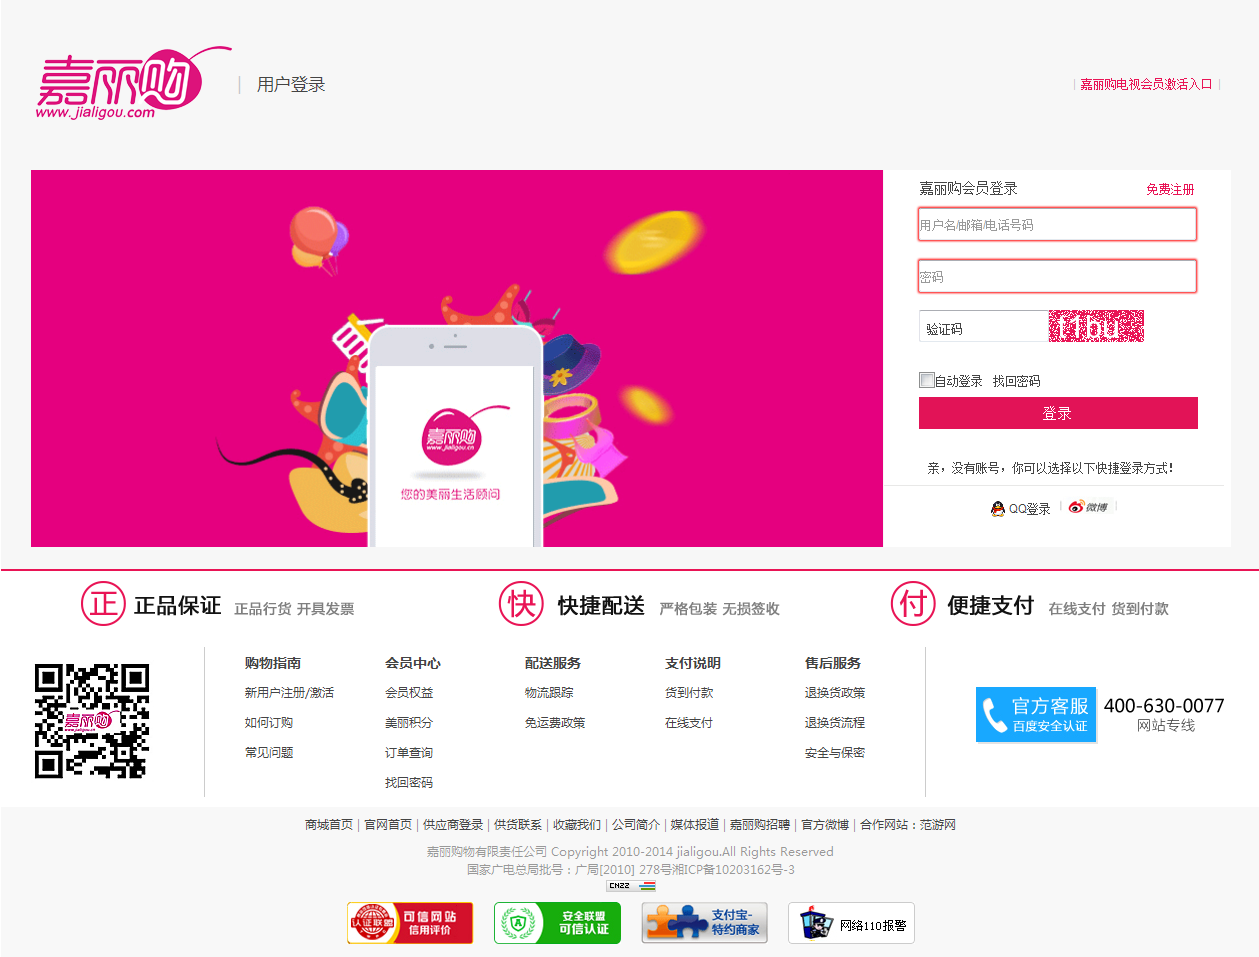 嘉丽购
www.jialigou.com
用户登录
嘉丽购电视会员激活入口
嘉丽购会员登录
免费注册
用户名/邮箱/电话号码
密码
验证码
自动登录 找回密码
登录
亲，没有账号，你可以选择以下快捷登录方式！
QQ登录
微博
嘉丽购
www.jialigou.cn
您的美丽生活顾问
正 正品保证 正品行货 开具发票
快 快捷配送 严格包装 无损签收
付 便捷支付 在线支付 货到付款
嘉丽购
购物指南
新用户注册/激活
如何订购
常见问题
会员中心
会员权益
美丽积分
订单查询
找回密码
配送服务
物流跟踪
免运费政策
支付说明
货到付款
在线支付
售后服务
退换货政策
退换货流程
安全与保密
官方客服
百度安全认证
400-630-0077
网站专线
商城首页 | 官网首页 | 供应商登录 | 供货联系 | 收藏我们 | 公司简介 | 媒体报道 | 嘉丽购招聘 | 官方微博 | 合作网站：范游网
嘉丽购物有限责任公司 Copyright 2010-2014 jialigou.All Rights Reserved
国家广电总局批号：广局[2010] 278号湘ICP备10203162号-3
CNZZ
认证联盟
可信网站
信用评价
安全联盟
可信认证
支付宝-
特约商家
网络110报警